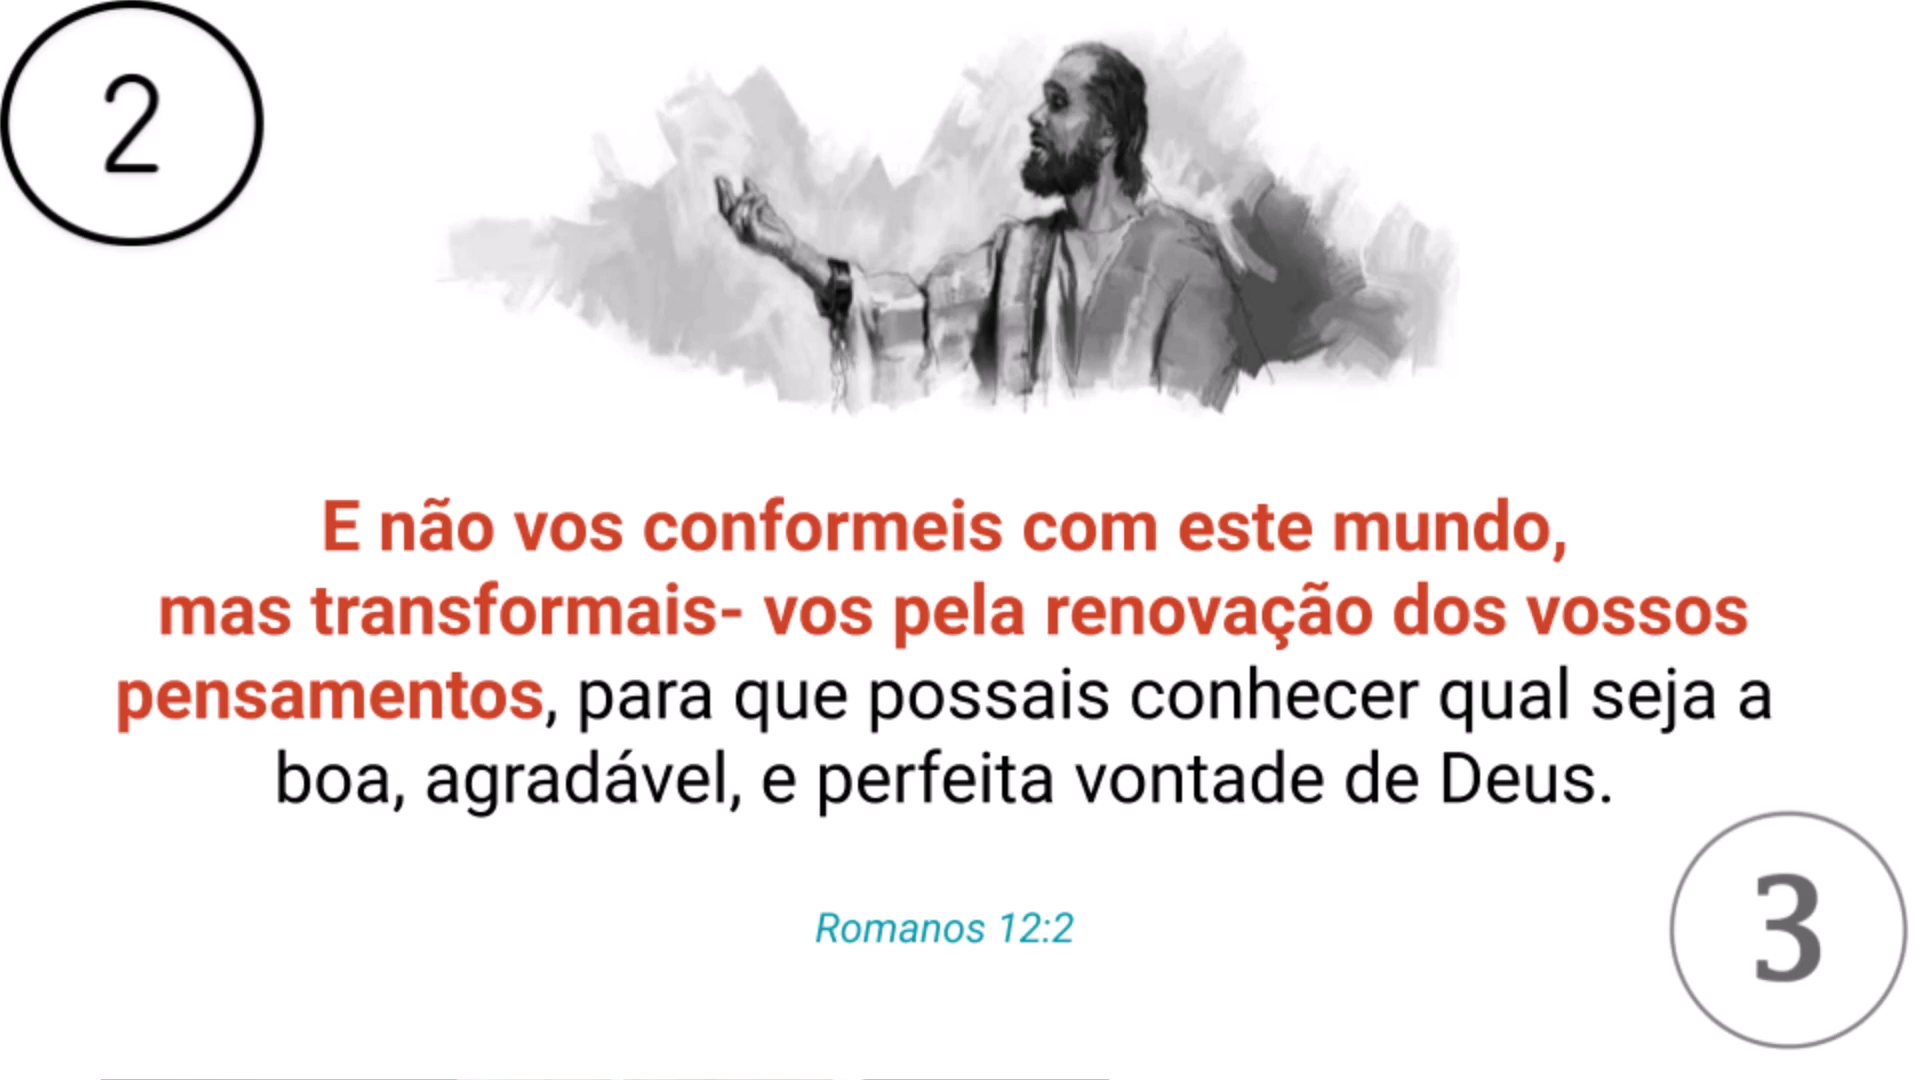 2
E não vos conformeis com este mundo,
mas transformais- vos pela renovação dos vossos
pensamentos, para que possais conhecer qual seja a
boa, agradável, e perfeita vontade de Deus.
Romanos 12:2
3